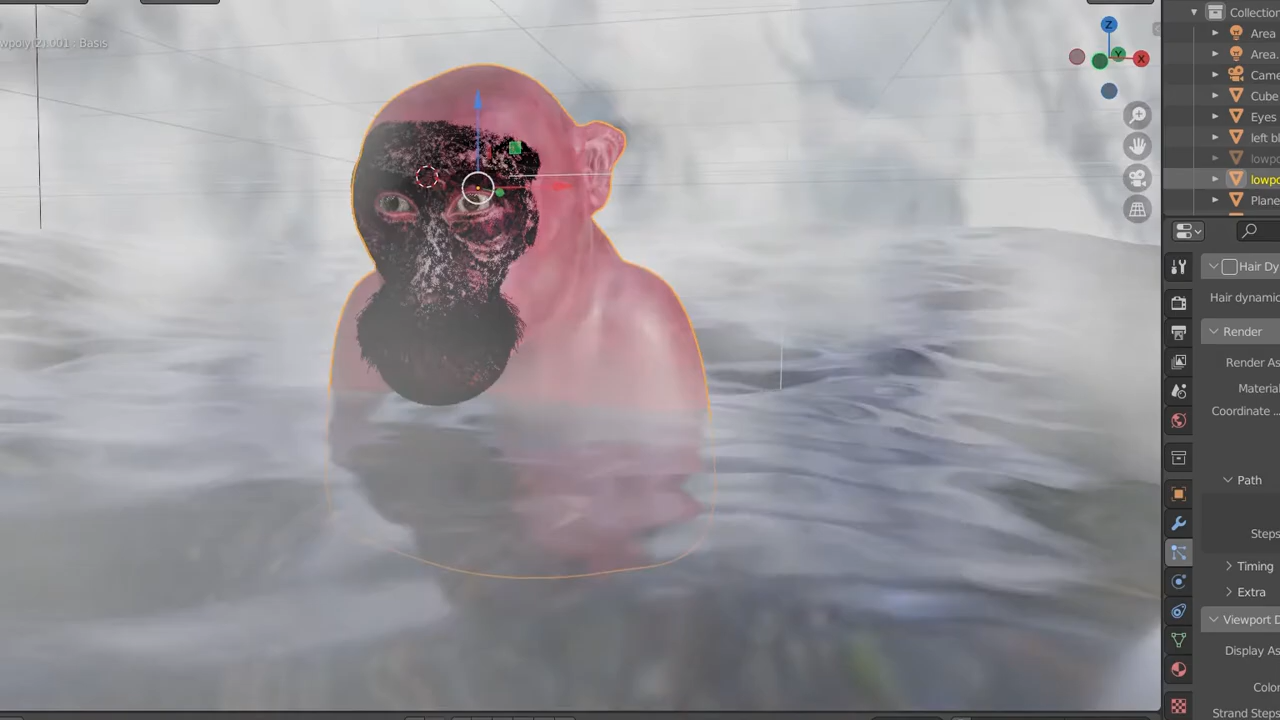 wpoly(2).001 : Basis
Z
Y
X
Collection
Area
Area.
Came
Cube
Eyes
left bl
lowpo
lowpo
Plane
Hair Dy
Hair dynamic
Render
Render As
Material
Coordinate ...
Path
Steps
Timing
Extra
Viewport D
Display As
Color
Strand Steps